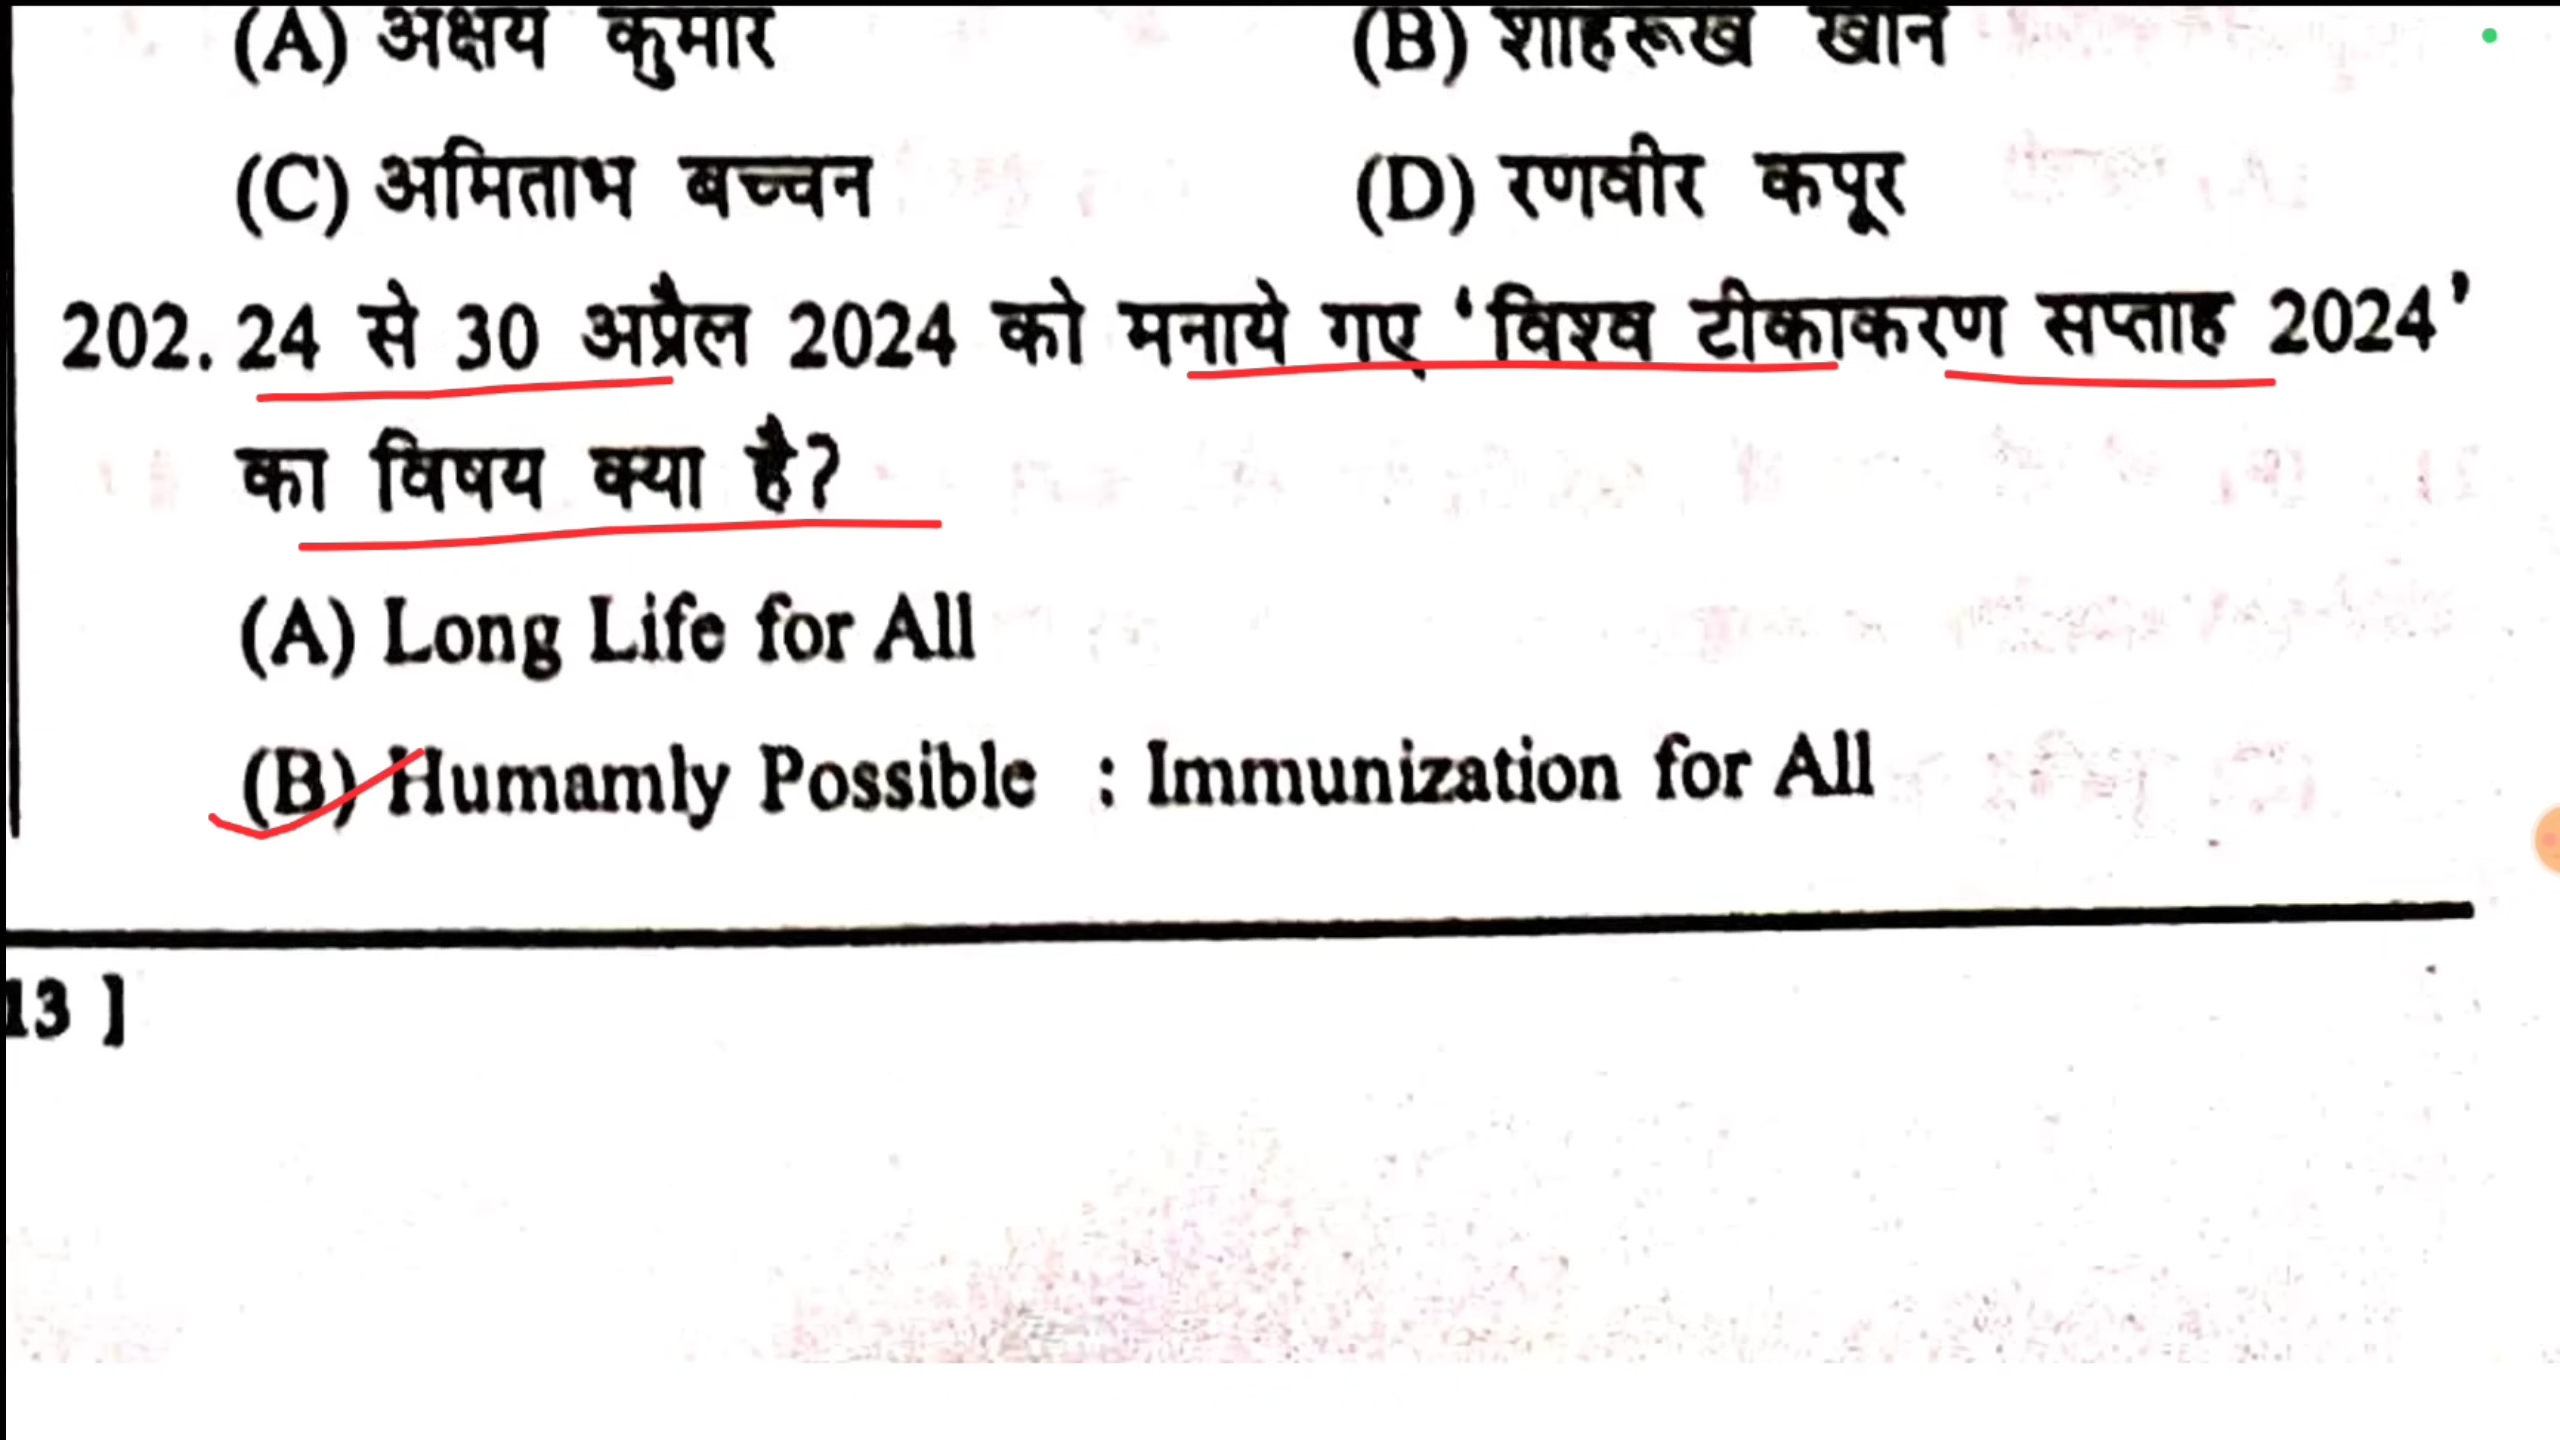 (A) अक्षय कुमार (B) शाहरूख खान
(C) अमिताभ बच्चन (D) रणवीर कपूर
202. 24 से 30 अप्रैल 2024 को मनाये गए ‘विश्व टीकाकरण सप्ताह 2024’
का विषय क्या है?
(A) Long Life for All
(B) Humamly Possible : Immunization for All
13 ]